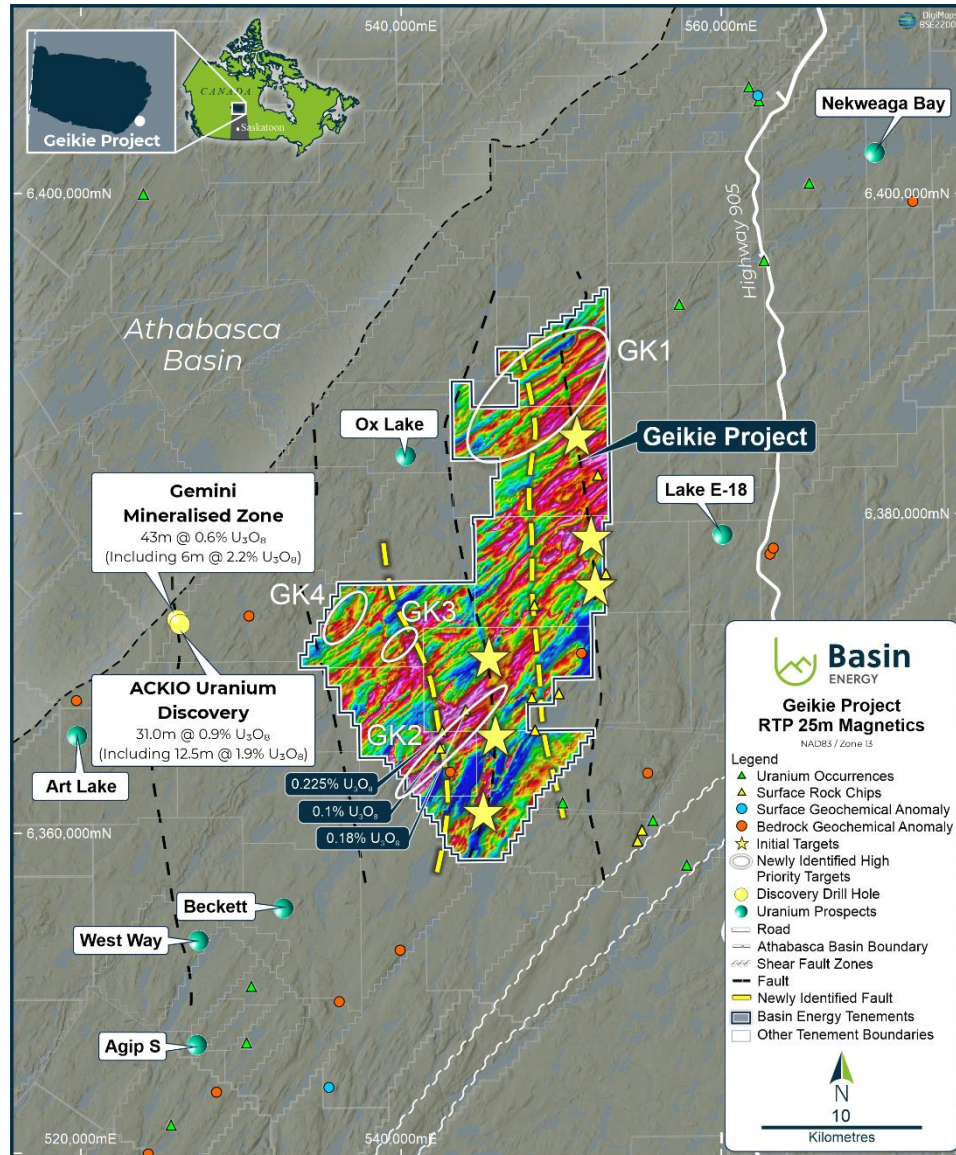 DigiMaps
BSE2200
540,000mE
560,000mE
CANADA
Saskatoon
Geikie Project
Nekweaga Bay
6,400,000mN
6,400,000mN
Highway 905
Athabasca
Basin
GK1
Ox Lake
Geikie Project
Lake E-18
Gemini
Mineralised Zone
43m @ 0.6% U₃O₈
(Including 6m @ 2.2% U₃O₈)
6,380,000mN
GK4
GK3
ACKIO Uranium
Discovery
31.0m @ 0.9% U₃O₈
(Including 12.5m @ 1.9% U₃O₈)
Art Lake
GK2
0.225% U₃O₈
0.1% U₃O₈
0.18% U₃O₈
6,360,000mN
Beckett
West Way
Agip S
520,000mE
540,000mE
Basin
ENERGY
Geikie Project
RTP 25m Magnetics
NAD83 / Zone 13
Legend
Uranium Occurrences
Surface Rock Chips
Surface Geochemical Anomaly
Bedrock Geochemical Anomaly
Initial Targets
Newly Identified High
Priority Targets
Discovery Drill Hole
Uranium Prospects
Road
Athabasca Basin Boundary
Shear Fault Zones
Fault
Newly Identified Fault
Basin Energy Tenements
Other Tenement Boundaries
N
10
Kilometres